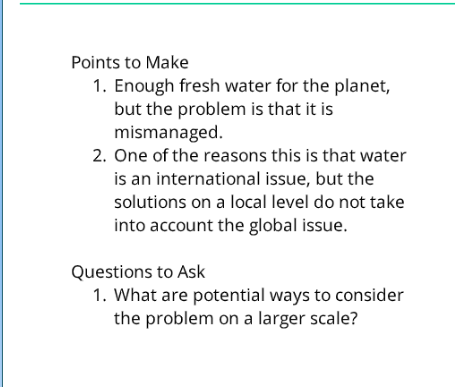 Points to Make
1. Enough fresh water for the planet,
but the problem is that it is
mismanaged.
2. One of the reasons this is that water
is an international issue, but the
solutions on a local level do not take
into account the global issue.
Questions to Ask
1. What are potential ways to consider
the problem on a larger scale?